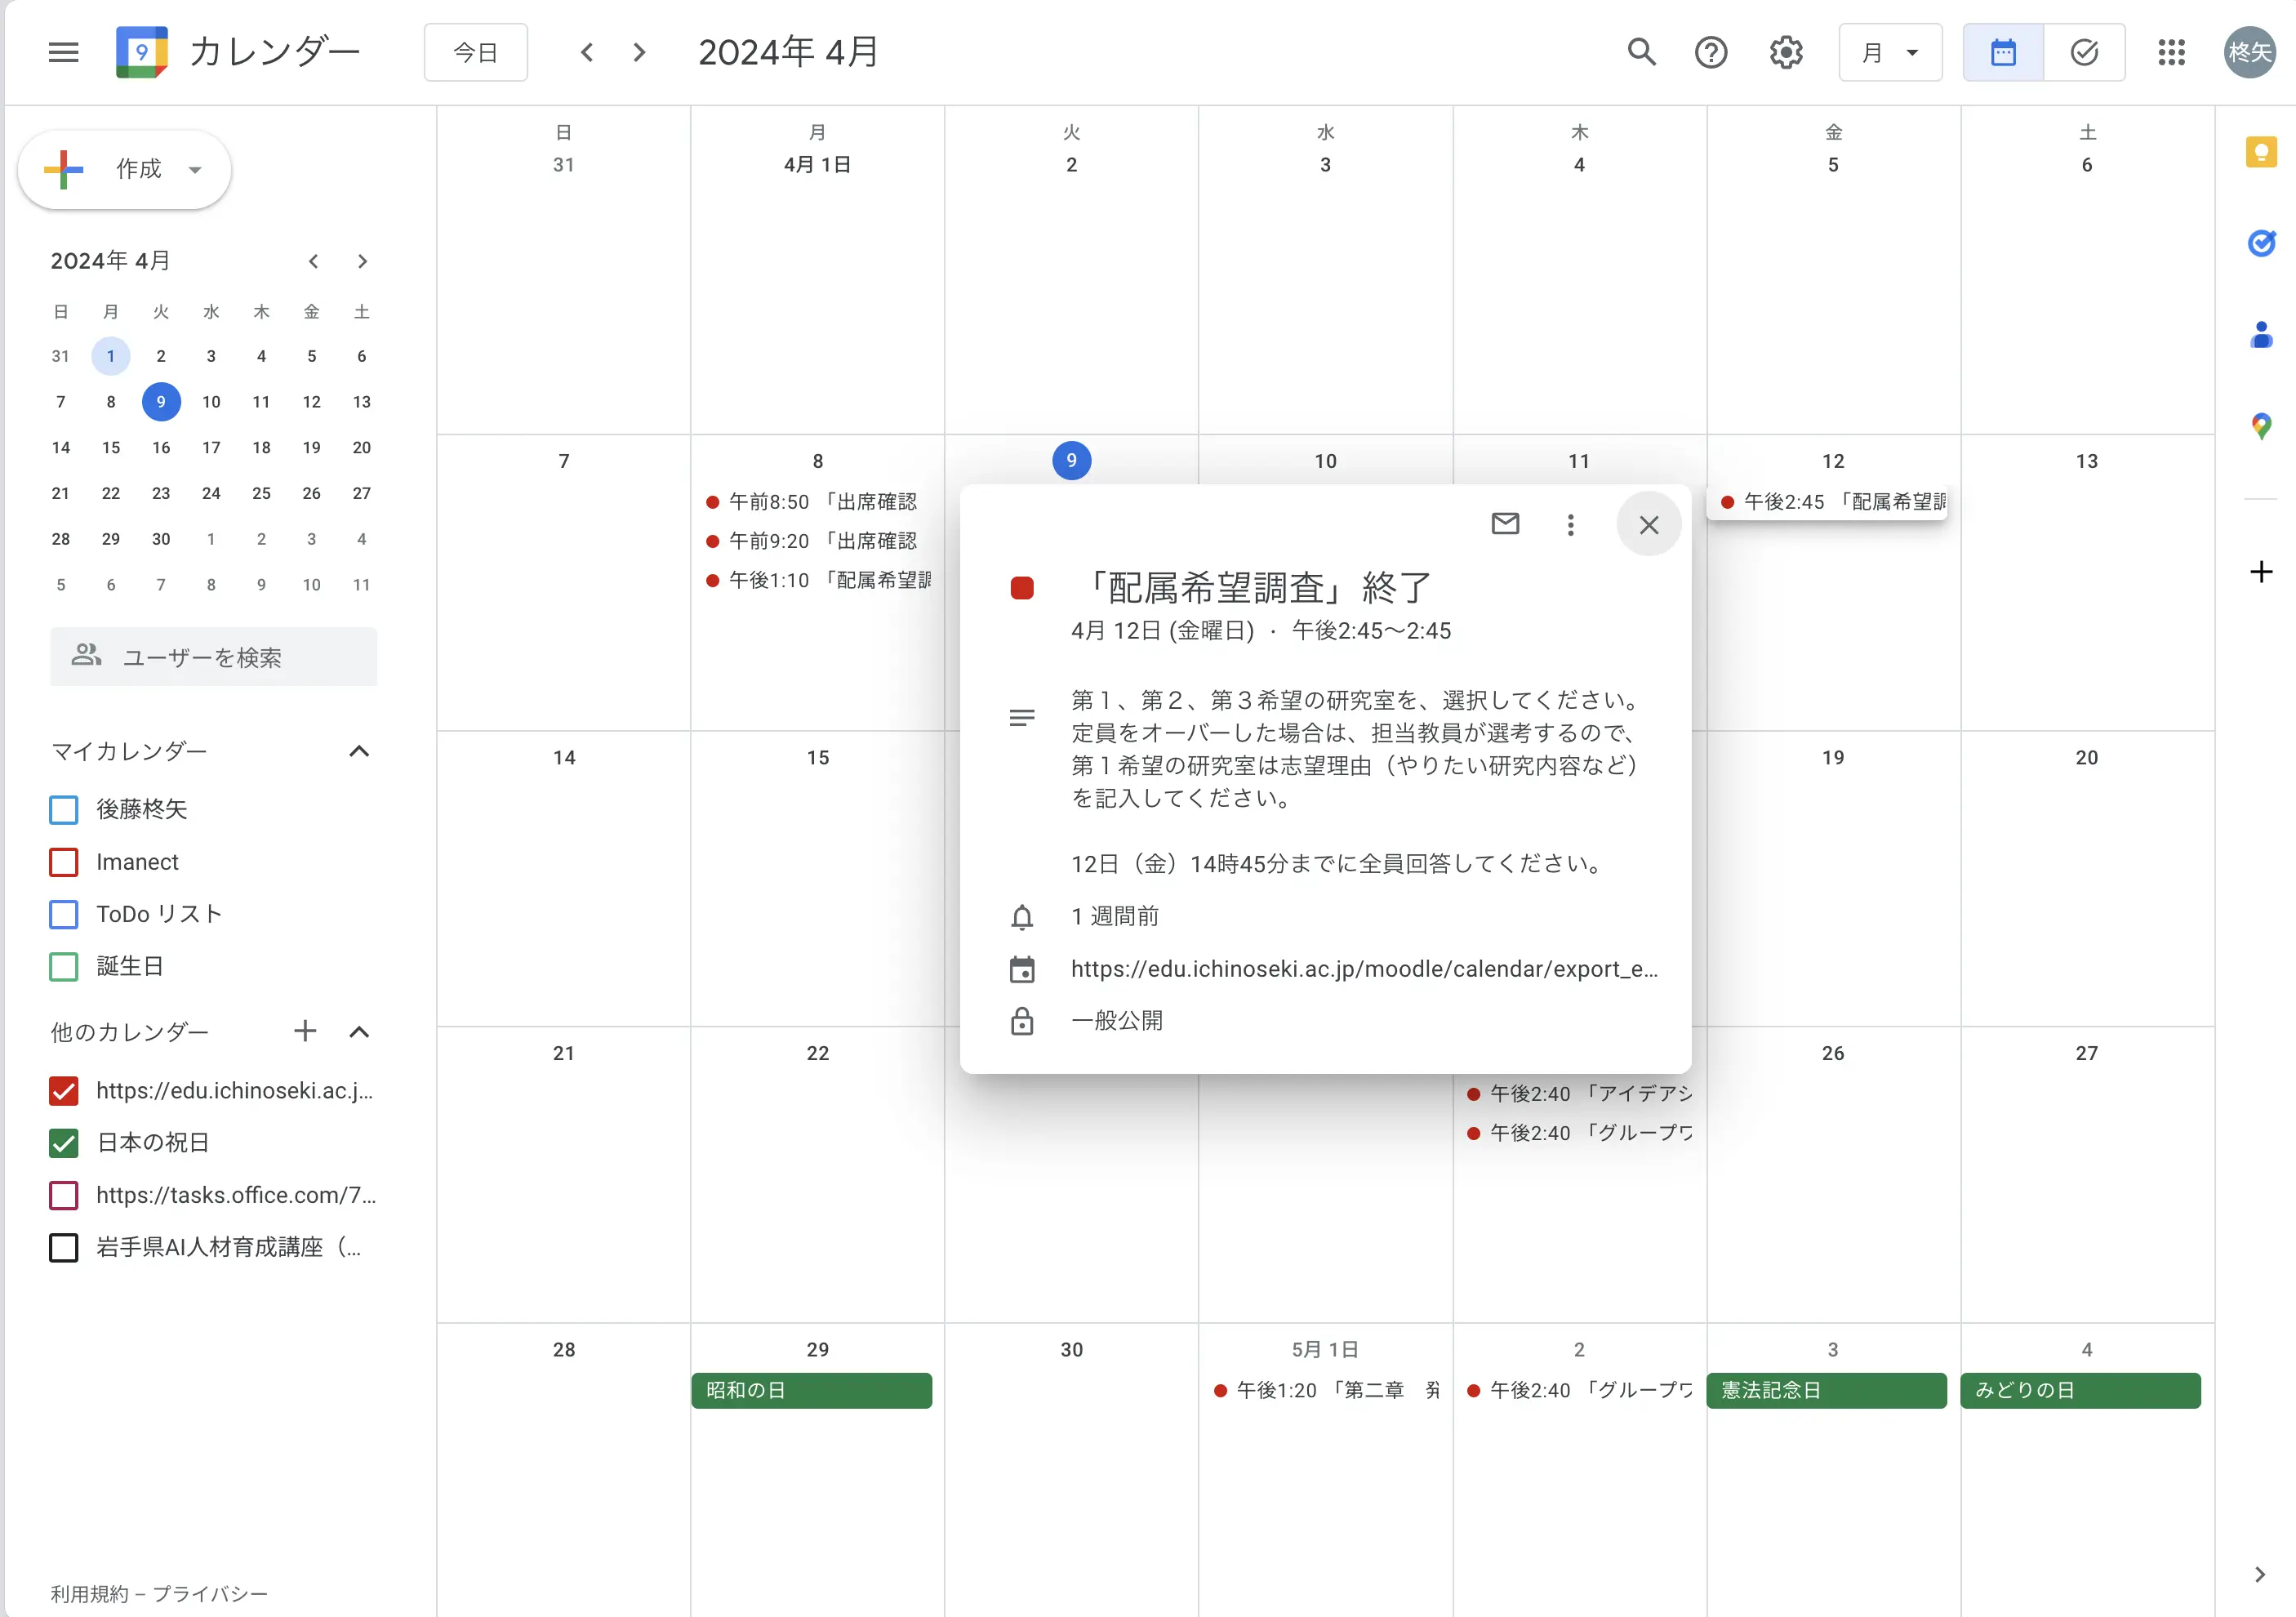 9 カレンダー 今日 2024年 4月 月 柊矢
作成
2024年 4月
日 月 火 水 木 金 土
31 1 2 3 4 5 6
7 8 9 10 11 12 13
14 15 16 17 18 19 20
21 22 23 24 25 26 27
28 29 30 1 2 3 4
5 6 7 8 9 10 11
ユーザーを検索
マイカレンダー
後藤柊矢
Imanect
ToDo リスト
誕生日
他のカレンダー
https://edu.ichinoseki.ac.j...
日本の祝日
https://tasks.office.com/7...
岩手県AI人材育成講座（...
利用規約 – プライバシー
日 月 火 水 木 金 土
31 4月 1日 2 3 4 5 6
7 8 9 10 11 12 13
午前8:50 「出席確認
午前9:20 「出席確認
午後1:10 「配属希望調
午後2:45 「配属希望調
「配属希望調査」終了
4月 12日 (金曜日) ・ 午後2:45～2:45
第１、第２、第３希望の研究室を、選択してください。
定員をオーバーした場合は、担当教員が選考するので、
第１希望の研究室は志望理由（やりたい研究内容など）
を記入してください。
12日（金）14時45分までに全員回答してください。
1 週間前
https://edu.ichinoseki.ac.jp/moodle/calendar/export_e...
一般公開
14 15 19 20
21 22 26 27
午後2:40 「アイデアシ
午後2:40 「グループワ
28 29 30 5月 1日 2 3 4
昭和の日
午後1:20 「第二章　発
午後2:40 「グループワ
憲法記念日
みどりの日